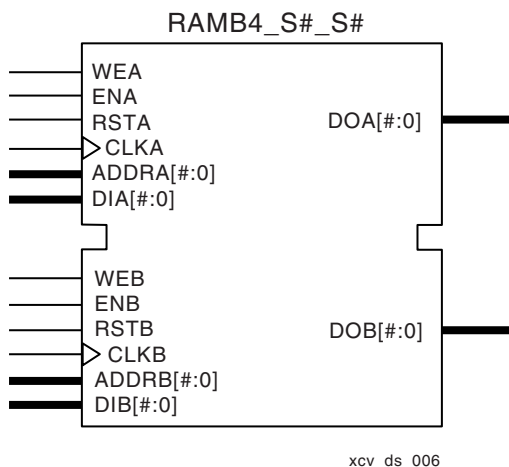 RAMB4_S#_S#
WEA
ENA
RSTA
DOA[#:0]
CLKA
ADDRA[#:0]
DIA[#:0]
WEB
ENB
RSTB
DOB[#:0]
CLKB
ADDRB[#:0]
DIB[#:0]
xcv_ds_006